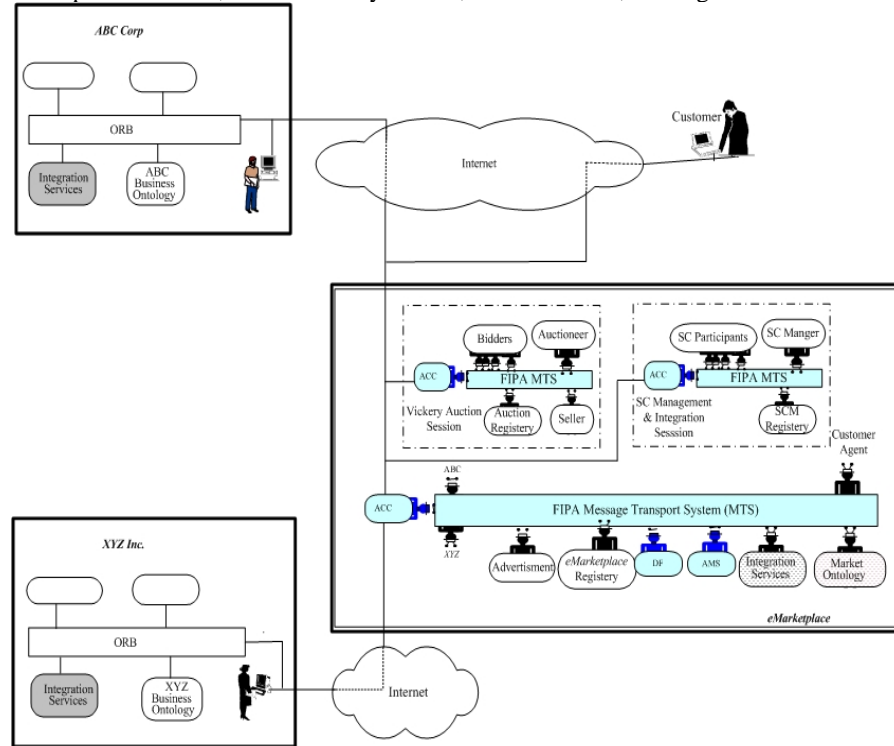 ABC Corp
ORB
Integration
Services
ABC
Business
Ontology
Internet
Customer
Bidders
Auctioneer
ACC
FIPA MTS
Vickery Auction
Session
Auction
Registery
Seller
SC Participants
SC Manger
ACC
FIPA MTS
SC Management
& Integration
Sesssion
SCM
Registery
Customer
Agent
ABC
ACC
FIPA Message Transport System (MTS)
XYZ
Advertisment
eMarketplace
Registery
DF
AMS
Integration
Services
Market
Ontology
eMarketplace
XYZ Inc.
ORB
Integration
Services
XYZ
Business
Ontology
Internet